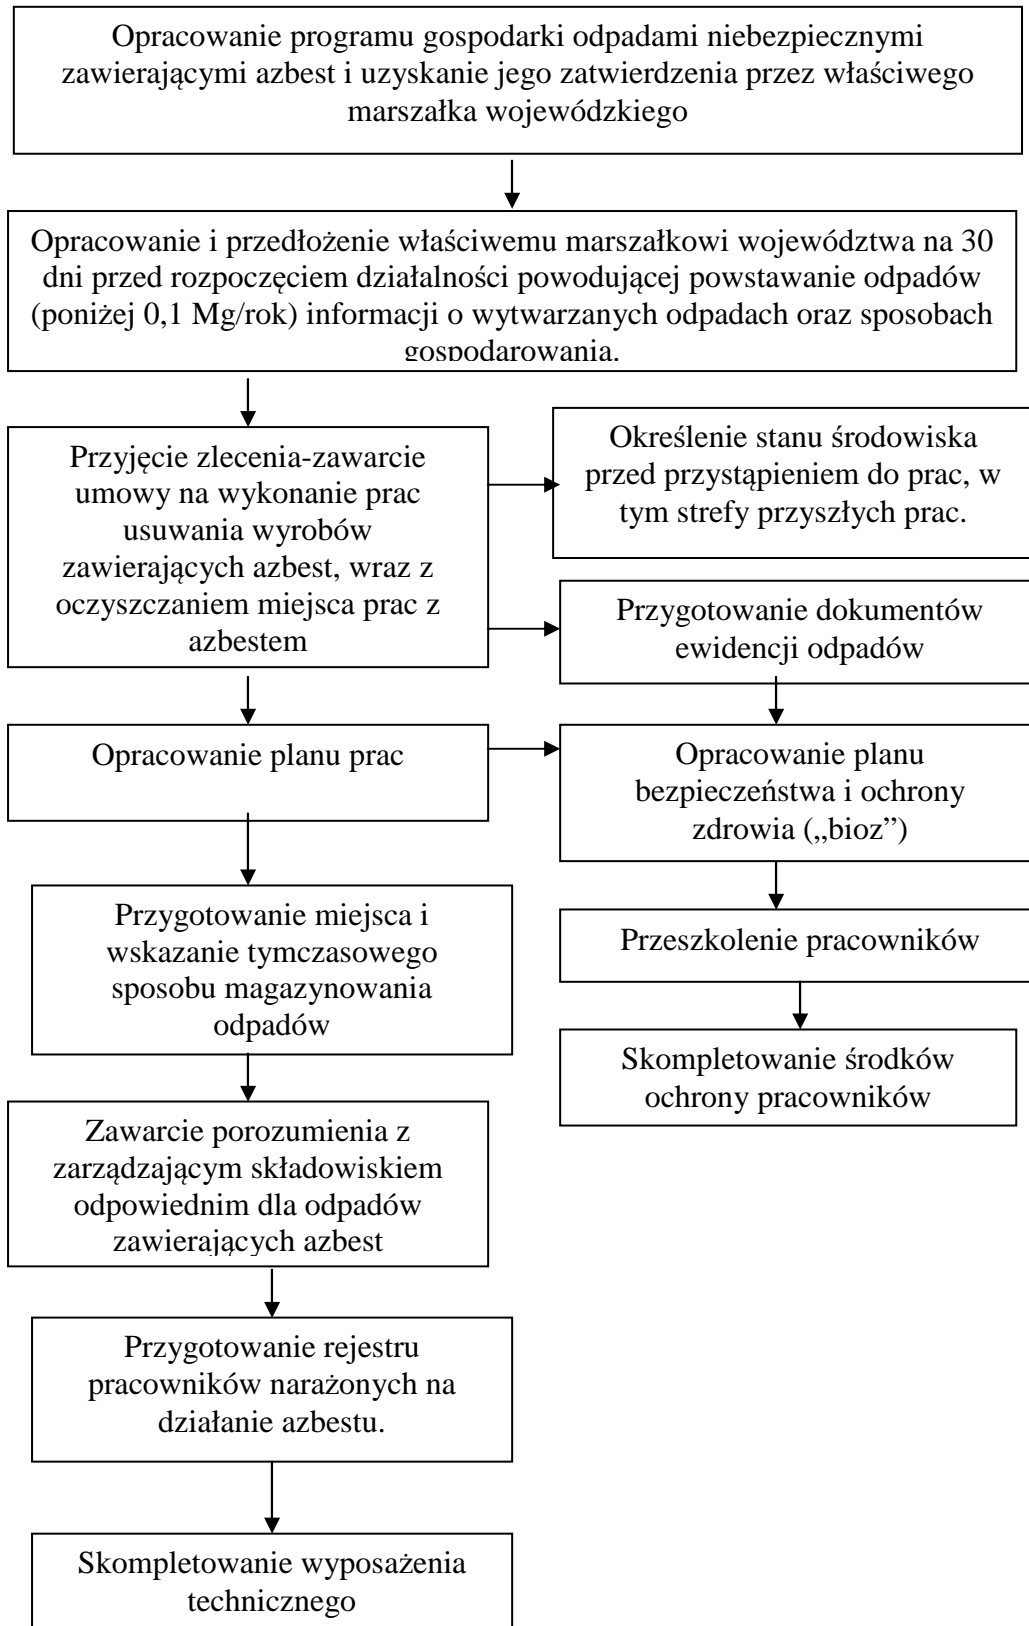 Opracowanie programu gospodarki odpadami niebezpiecznymi
zawierającymi azbest i uzyskanie jego zatwierdzenia przez właściwego
marszałka wojewódzkiego
Opracowanie i przedłożenie właściwemu marszałkowi województwa na 30
dni przed rozpoczęciem działalności powodującej powstawanie odpadów
(poniżej 0,1 Mg/rok) informacji o wytwarzanych odpadach oraz sposobach
gospodarowania.
Przyjęcie zlecenia-zawarcie
umowy na wykonanie prac
usuwania wyrobów
zawierających azbest, wraz z
oczyszczaniem miejsca prac z
azbestem
Określenie stanu środowiska
przed przystąpieniem do prac, w
tym strefy przyszłych prac.
Przygotowanie dokumentów
ewidencji odpadów
Opracowanie planu prac
Opracowanie planu
bezpieczeństwa i ochrony
zdrowia („bioz”)
Przygotowanie miejsca i
wskazanie tymczasowego
sposobu magazynowania
odpadów
Przeszkolenie pracowników
Skompletowanie środków
ochrony pracowników
Zawarcie porozumienia z
zarządzającym składowiskiem
odpowiednim dla odpadów
zawierających azbest
Przygotowanie rejestru
pracowników narażonych na
działanie azbestu.
Skompletowanie wyposażenia
technicznego